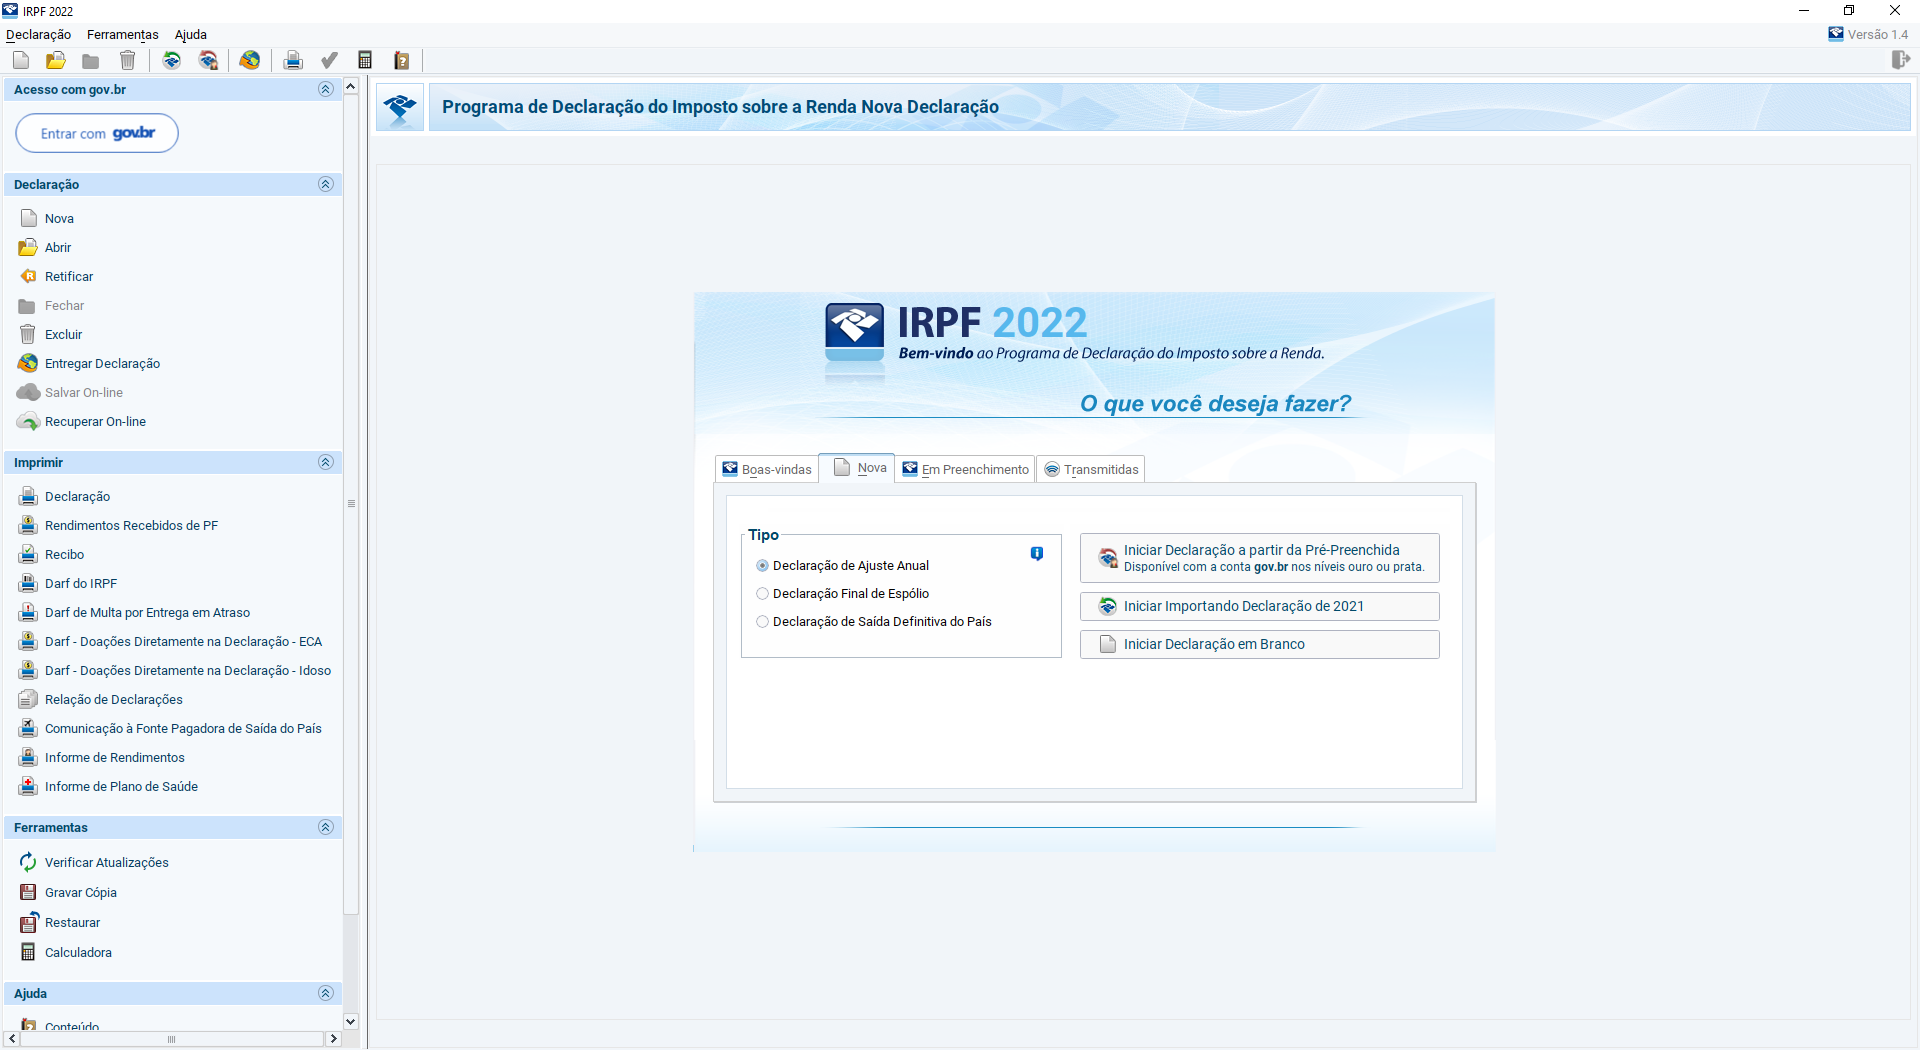 IRPF 2022
Declaração Ferramentas Ajuda
Versão 1.4
Acesso com gov.br
Entrar com gov.br
Declaração
Nova
Abrir
Retificar
Fechar
Excluir
Entregar Declaração
Salvar On-line
Recuperar On-line
Imprimir
Declaração
Rendimentos Recebidos de PF
Recibo
Darf do IRPF
Darf de Multa por Entrega em Atraso
Darf - Doações Diretamente na Declaração - ECA
Darf - Doações Diretamente na Declaração - Idoso
Relação de Declarações
Comunicação à Fonte Pagadora de Saída do País
Informe de Rendimentos
Informe de Plano de Saúde
Ferramentas
Verificar Atualizações
Gravar Cópia
Restaurar
Calculadora
Ajuda
Conteúdo
Programa de Declaração do Imposto sobre a Renda Nova Declaração
IRPF 2022
Bem-vindo ao Programa de Declaração do Imposto sobre a Renda.
O que você deseja fazer?
Boas-vindas Nova Em Preenchimento Transmitidas
Tipo
Declaração de Ajuste Anual
Declaração Final de Espólio
Declaração de Saída Definitiva do País
Iniciar Declaração a partir da Pré-Preenchida
Disponível com a conta gov.br nos níveis ouro ou prata.
Iniciar Importando Declaração de 2021
Iniciar Declaração em Branco